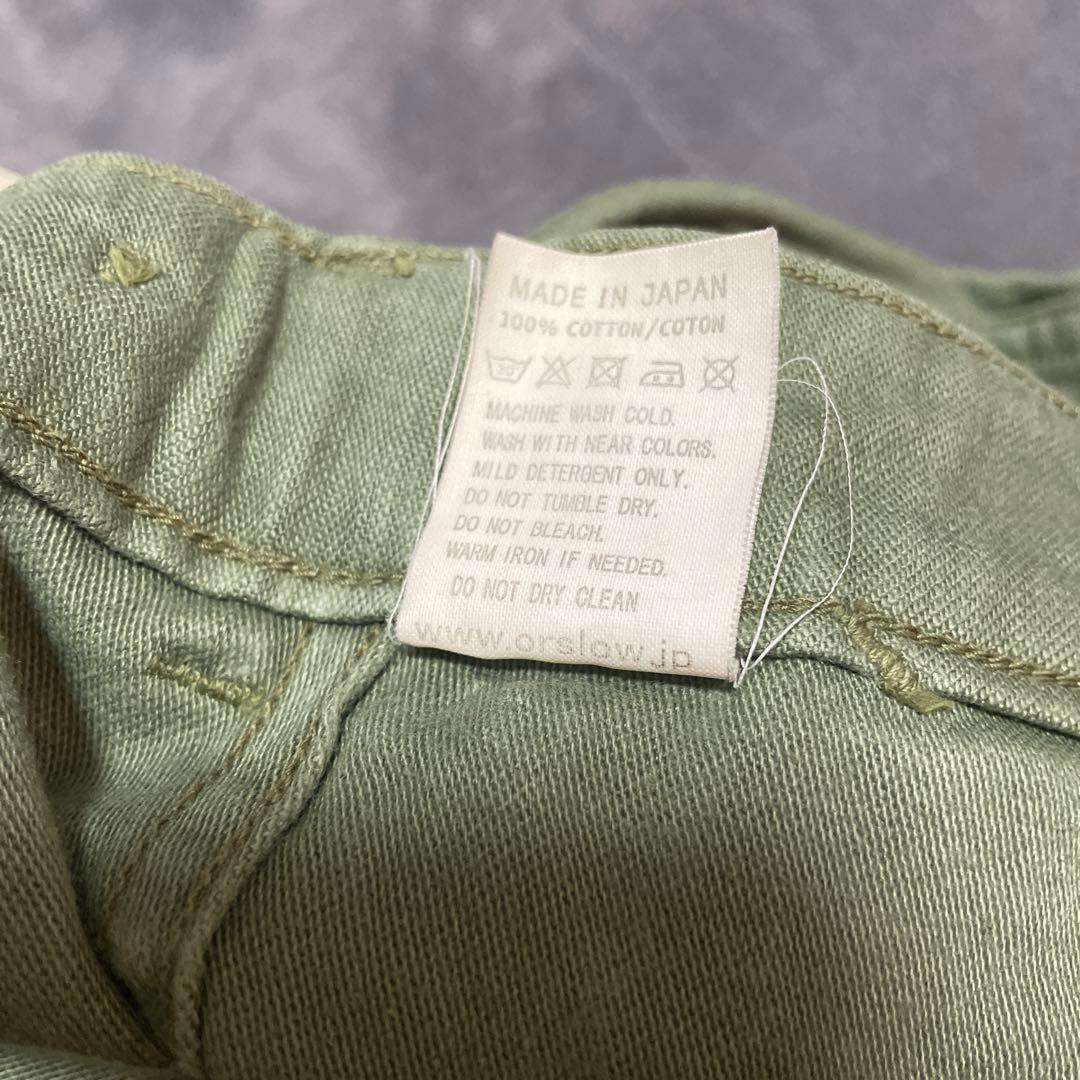 MADE IN JAPAN
100% COTTON/COTON
30
MACHINE WASH COLD.
WASH WITH NEAR COLORS.
MILD DETERGENT ONLY.
DO NOT TUMBLE DRY.
DO NOT BLEACH.
WARM IRON IF NEEDED.
DO NOT DRY CLEAN
www.orslow.jp